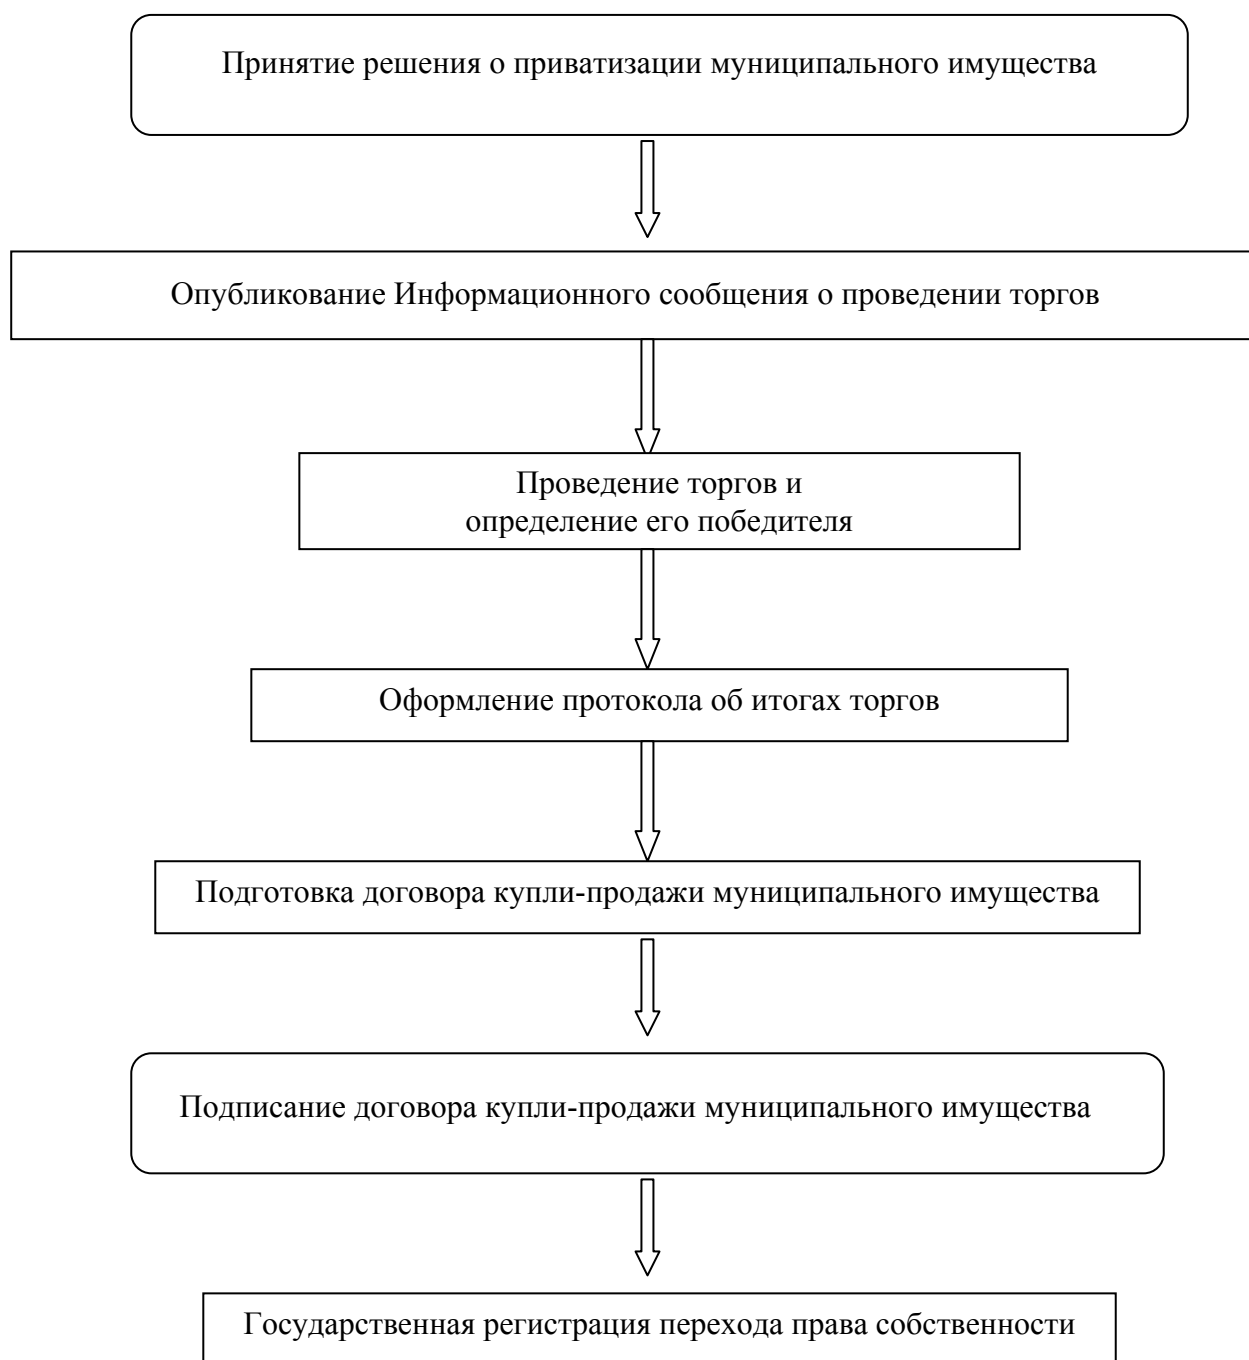 Принятие решения о приватизации муниципального имущества
Опубликование Информационного сообщения о проведении торгов
Проведение торгов и
определение его победителя
Оформление протокола об итогах торгов
Подготовка договора купли-продажи муниципального имущества
Подписание договора купли-продажи муниципального имущества
Государственная регистрация перехода права собственности